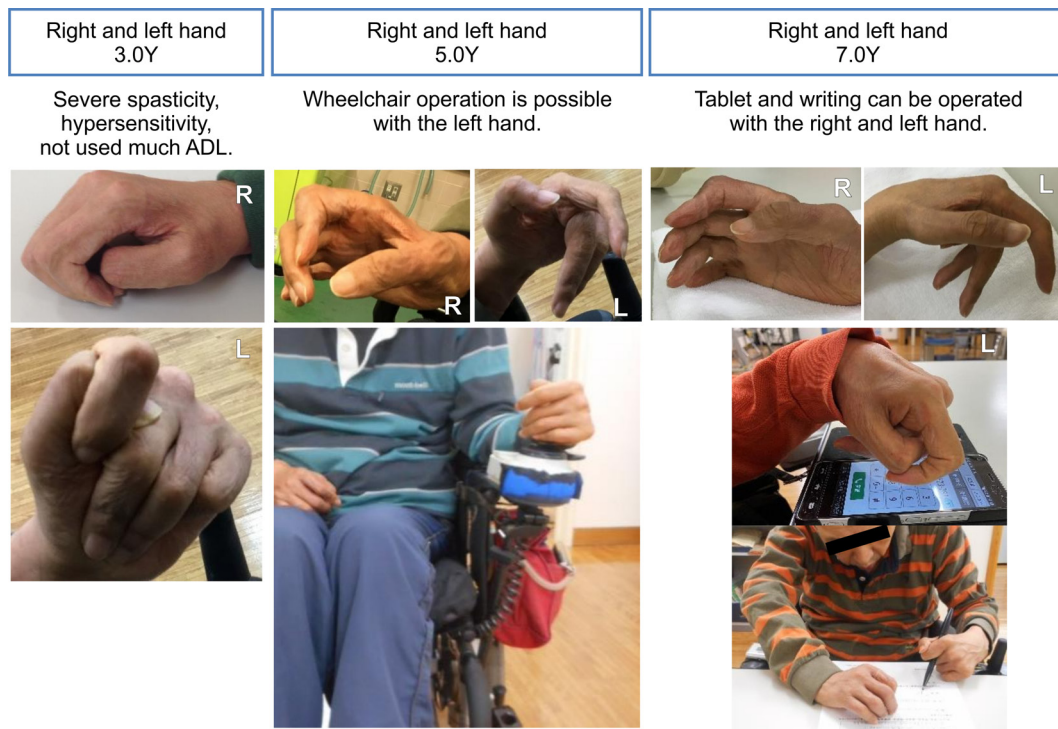 Right and left hand
3.0Y
Right and left hand
5.0Y
Right and left hand
7.0Y
Severe spasticity,
hypersensitivity,
not used much ADL.
Wheelchair operation is possible
with the left hand.
Tablet and writing can be operated
with the right and left hand.
R
L
R
L
R
L
L